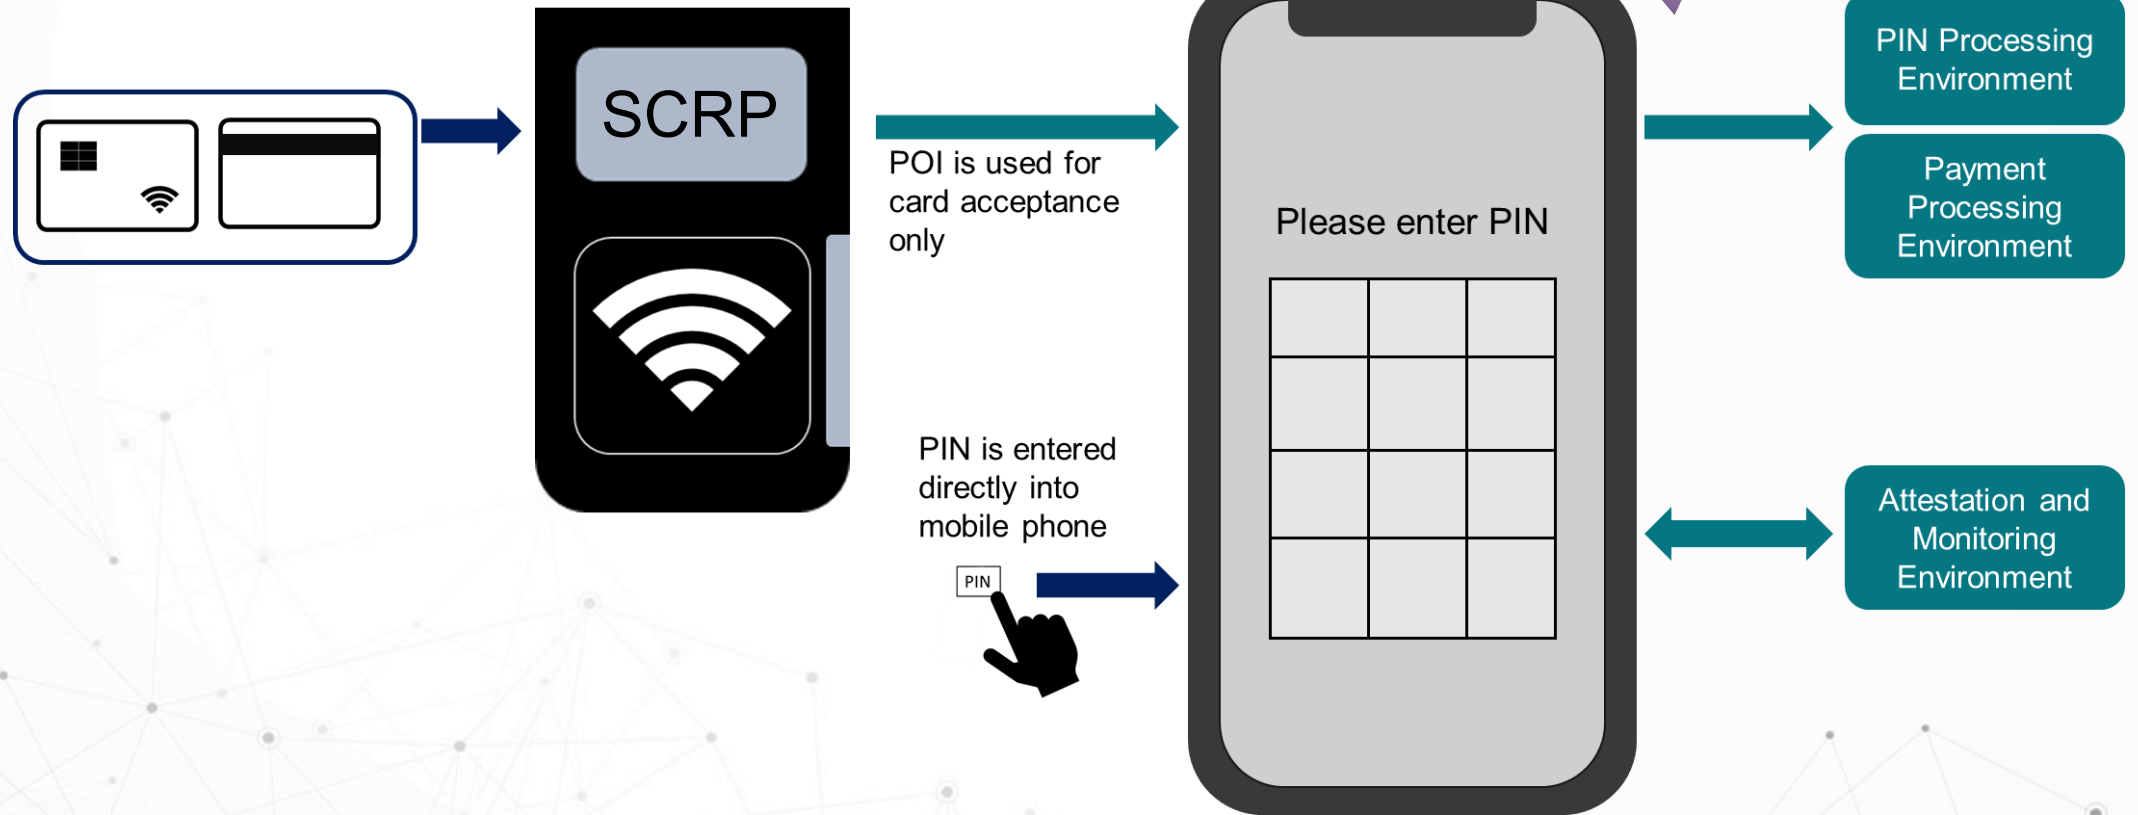 SCRP
POI is used for
card acceptance
only
PIN is entered
directly into
mobile phone
PIN
Please enter PIN
PIN Processing
Environment
Payment
Processing
Environment
Attestation and
Monitoring
Environment